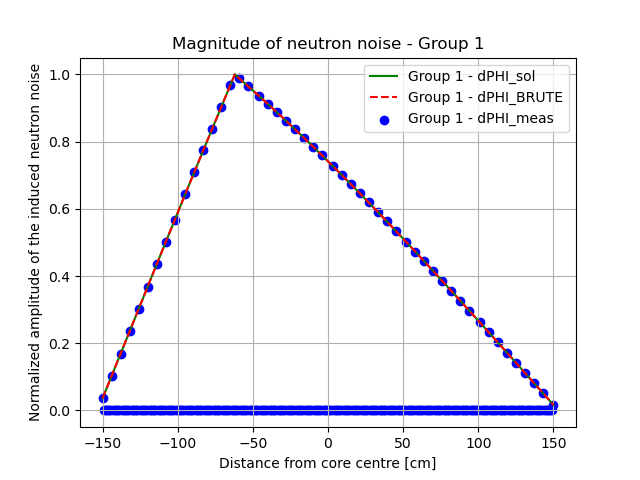 Magnitude of neutron noise - Group 1
Normalized amplitude of the induced neutron noise
1.0
0.8
0.6
0.4
0.2
0.0
Group 1 - dPHI_sol
Group 1 - dPHI_BRUTE
Group 1 - dPHI_meas
−150
−100
−50
0
50
100
150
Distance from core centre [cm]